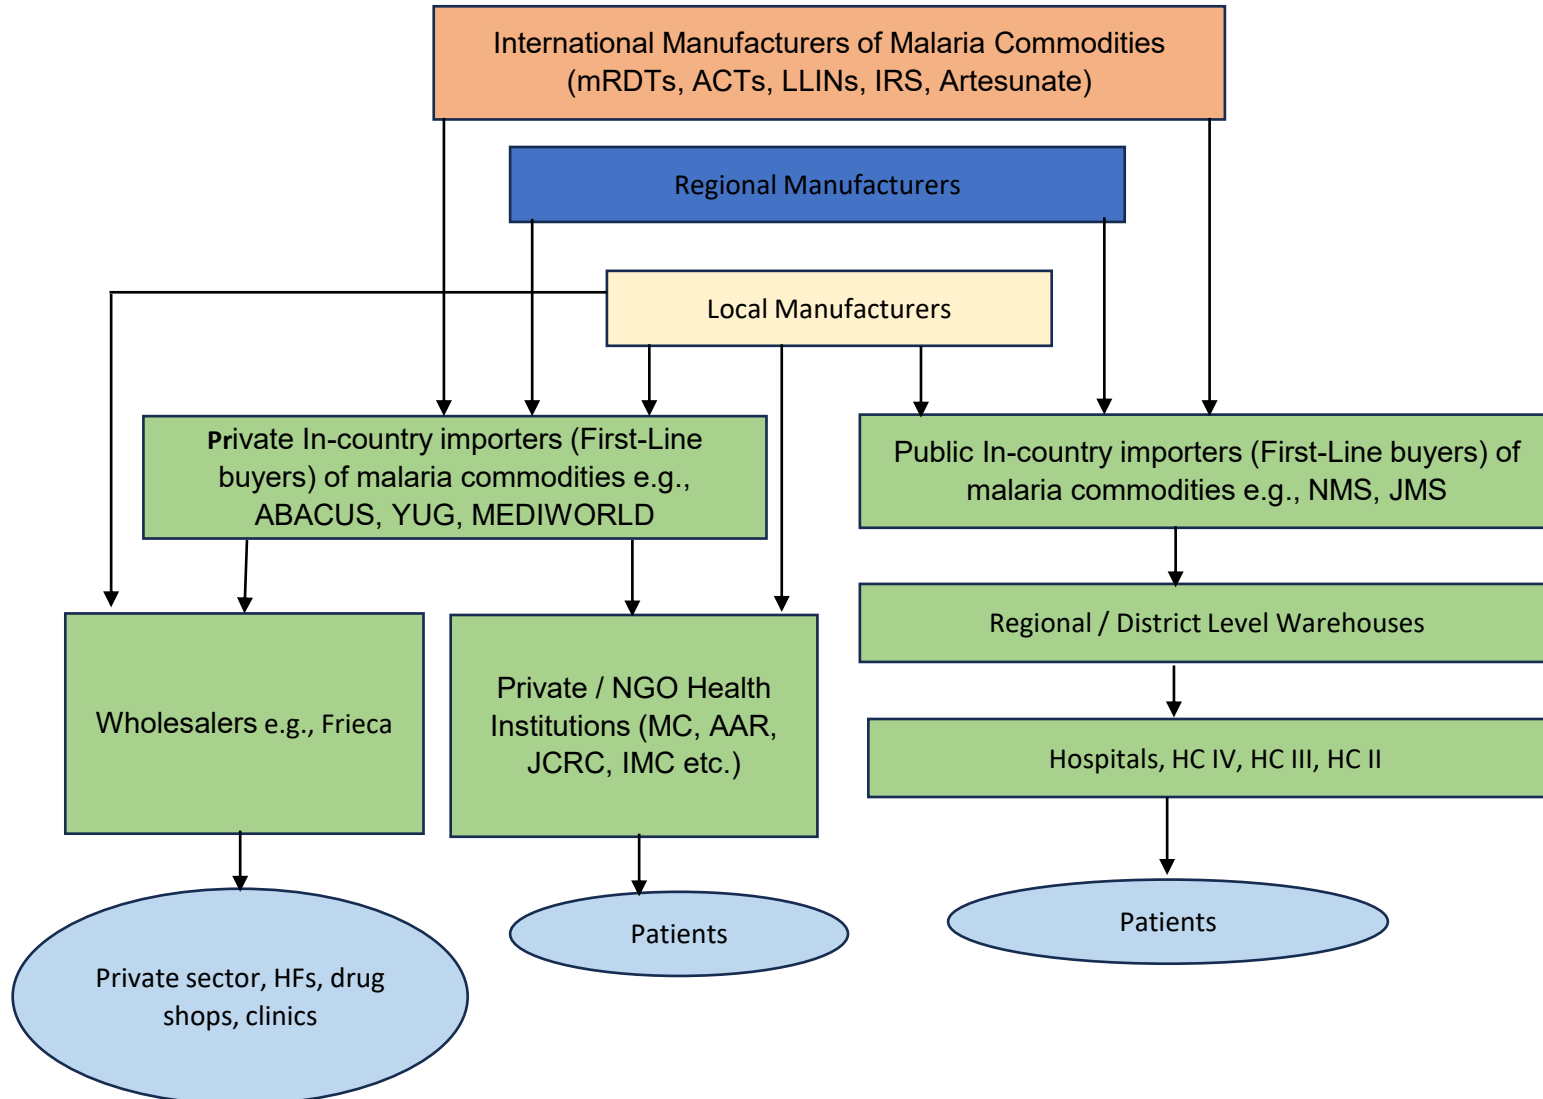 International Manufacturers of Malaria Commodities
(mRDTs, ACTs, LLINs, IRS, Artesunate)
Regional Manufacturers
Local Manufacturers
Private In-country importers (First-Line
buyers) of malaria commodities e.g.,
ABACUS, YUG, MEDIWORLD
Public In-country importers (First-Line buyers) of
malaria commodities e.g., NMS, JMS
Regional / District Level Warehouses
Wholesalers e.g., Frieca
Private / NGO Health
Institutions (MC, AAR,
JCRC, IMC etc.)
Hospitals, HC IV, HC III, HC II
Private sector, HFs, drug
shops, clinics
Patients
Patients